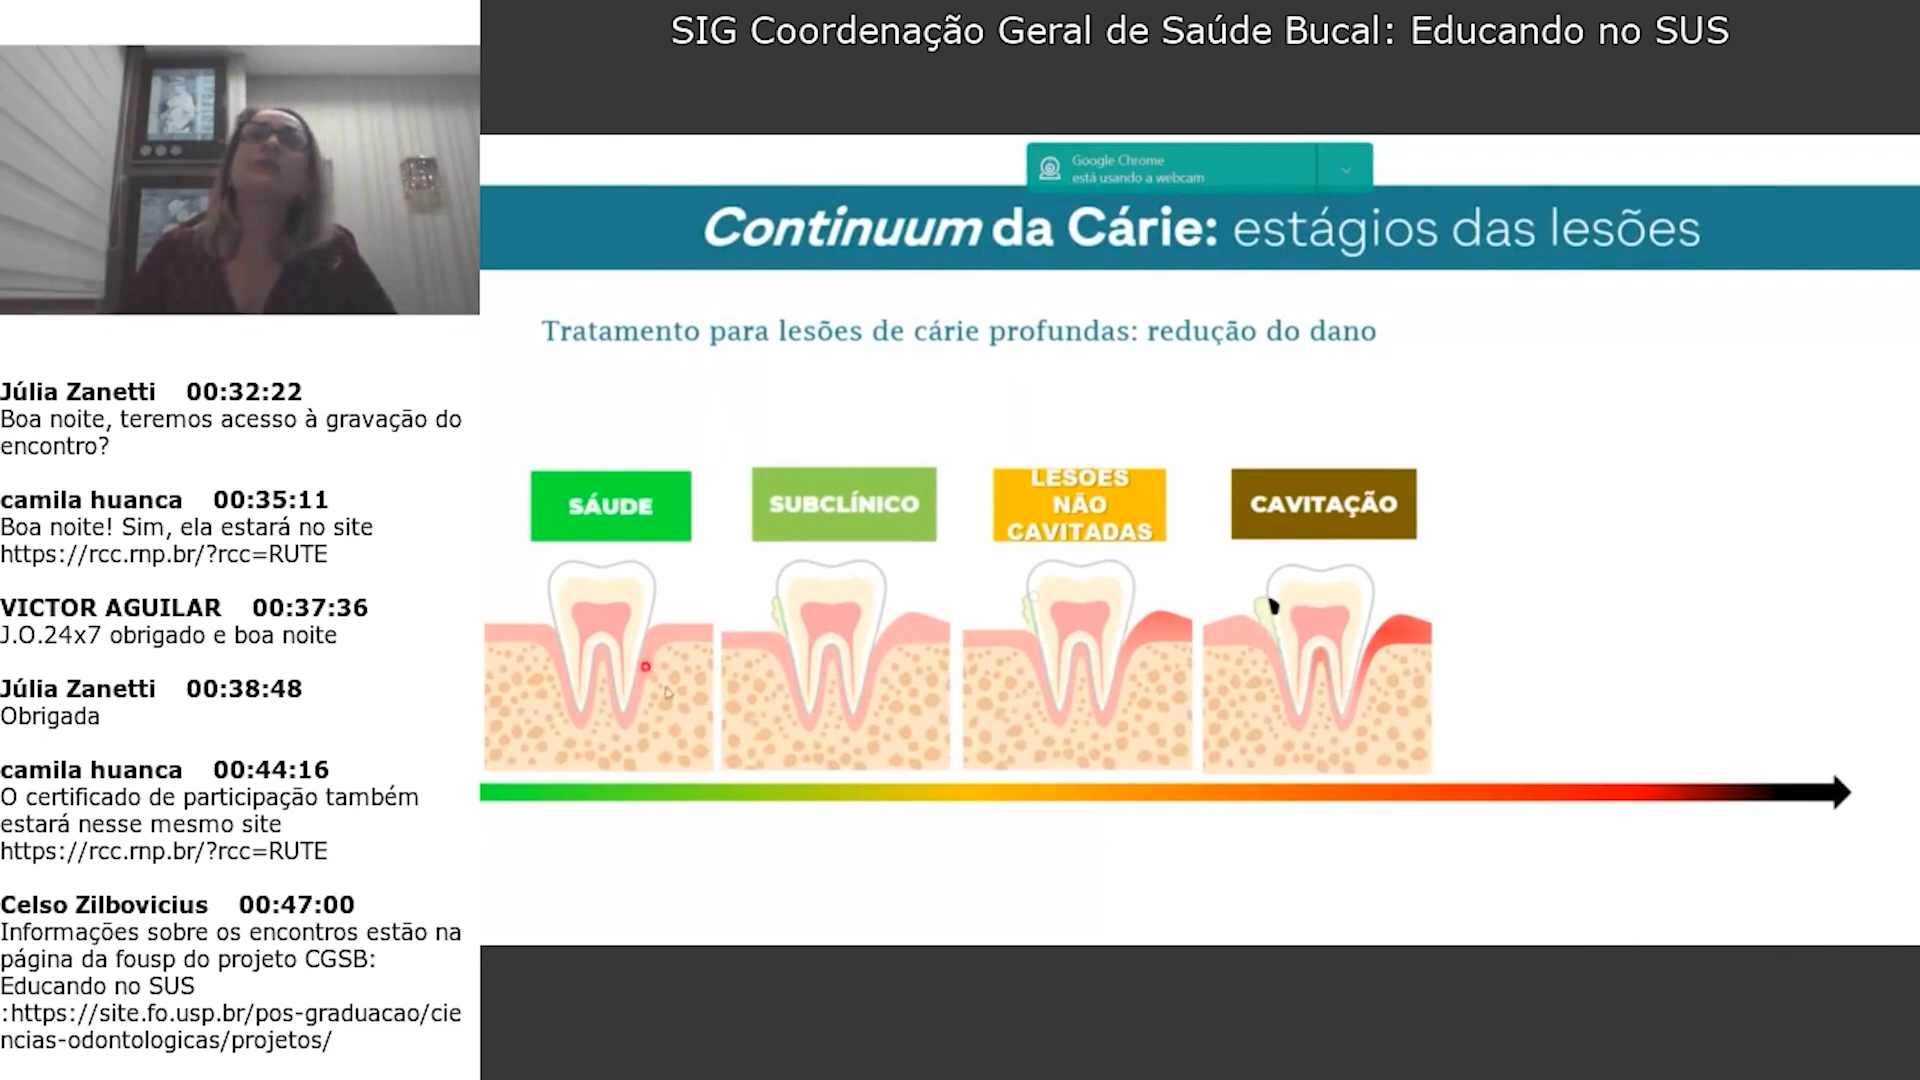 SIG Coordenação Geral de Saúde Bucal: Educando no SUS
Google Chrome
está usando a webcam
Continuum da Cárie: estágios das lesões
Tratamento para lesões de cárie profundas: redução do dano
SÁUDE
SUBCLÍNICO
LESÕES
NÃO
CAVITADAS
CAVITAÇÃO
Júlia Zanetti 00:32:22
Boa noite, teremos acesso à gravação do
encontro?
camila huanca 00:35:11
Boa noite! Sim, ela estará no site
https://rcc.rnp.br/?rcc=RUTE
VICTOR AGUILAR 00:37:36
J.O.24x7 obrigado e boa noite
Júlia Zanetti 00:38:48
Obrigada
camila huanca 00:44:16
O certificado de participação também
estará nesse mesmo site
https://rcc.rnp.br/?rcc=RUTE
Celso Zilbovicius 00:47:00
Informações sobre os encontros estão na
página da fousp do projeto CGSB:
Educando no SUS
:https://site.fo.usp.br/pos-graduacao/cie
ncias-odontologicas/projetos/